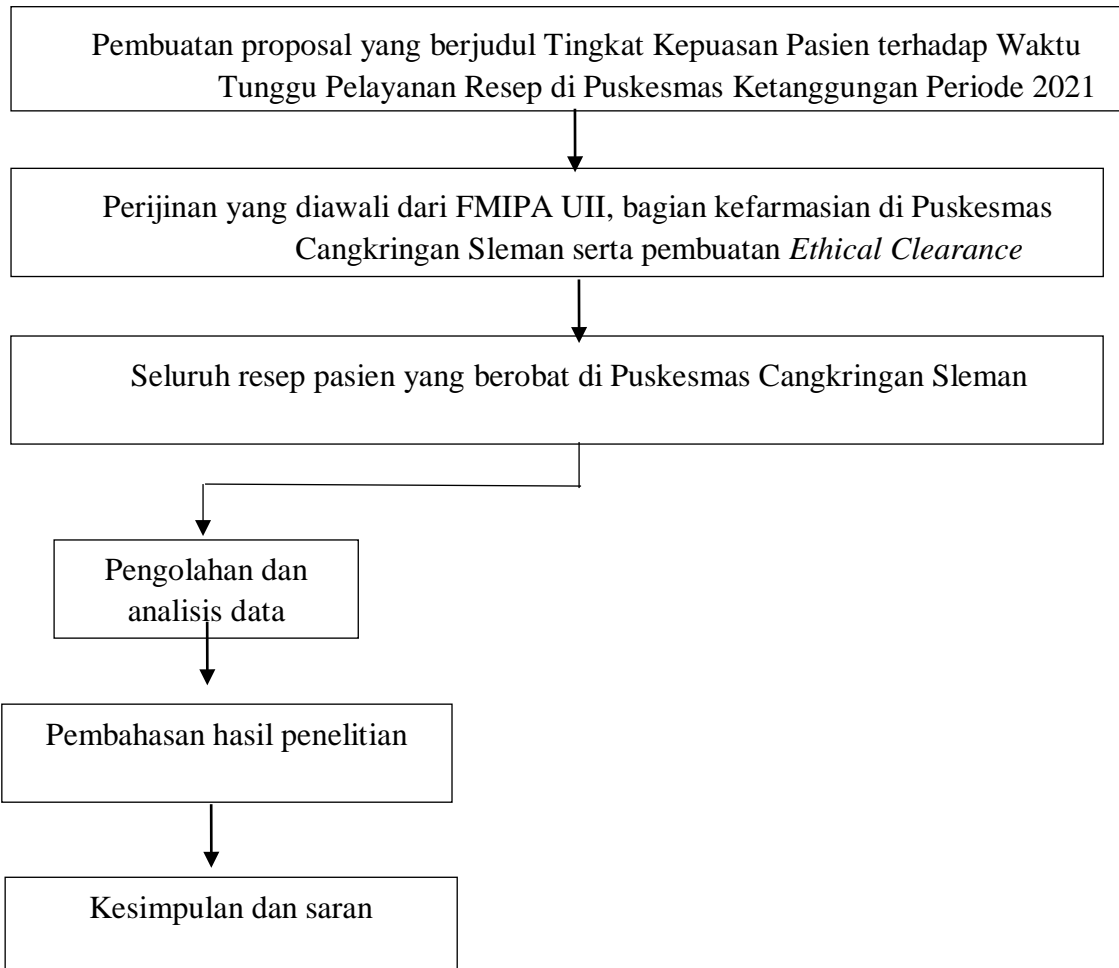 Pembuatan proposal yang berjudul Tingkat Kepuasan Pasien terhadap Waktu
Tunggu Pelayanan Resep di Puskesmas Ketanggungan Periode 2021
Perijinan yang diawali dari FMIPA UII, bagian kefarmasian di Puskesmas
Cangkringan Sleman serta pembuatan Ethical Clearance
Seluruh resep pasien yang berobat di Puskesmas Cangkringan Sleman
Pengolahan dan
analisis data
Pembahasan hasil penelitian
Kesimpulan dan saran